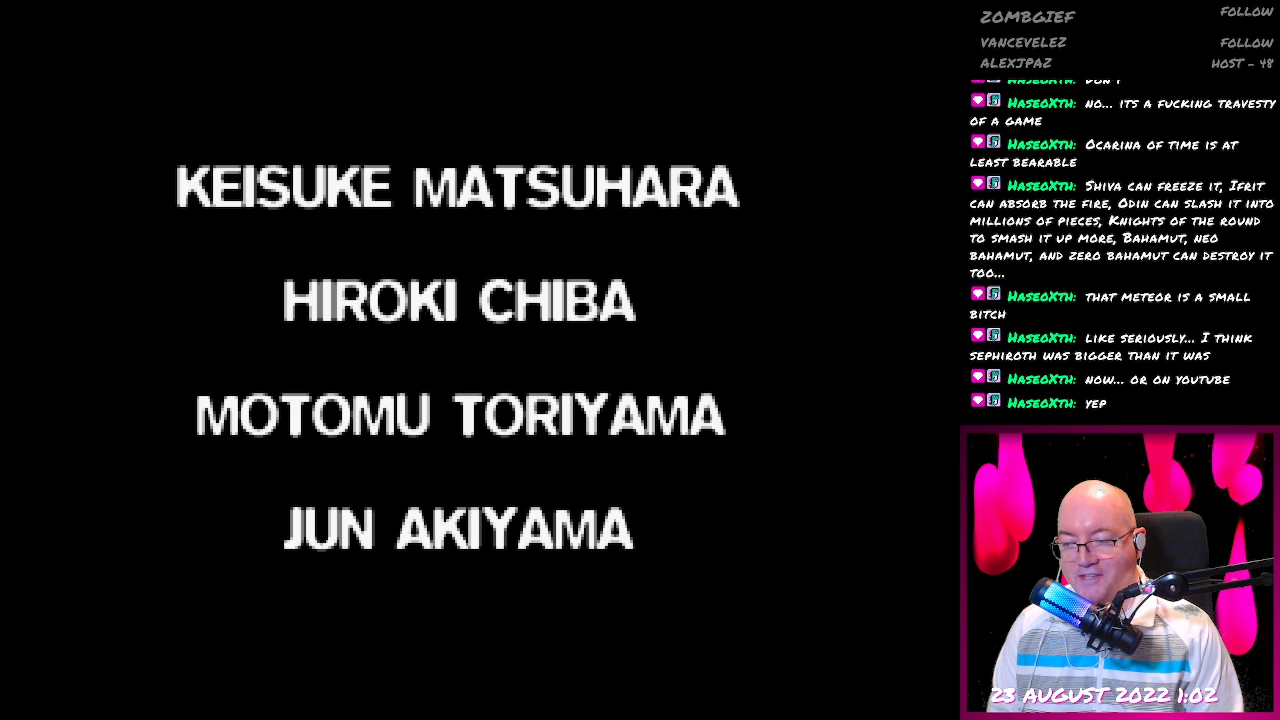 KEISUKE MATSUHARA
HIROKI CHIBA
MOTOMU TORIYAMA
JUN AKIYAMA
ZOMBGIEF FOLLOW
VANCEVELEZ FOLLOW
ALEXJPAZ HOST - 48
HASEOXTH: DON'T
HASEOXTH: NO... ITS A FUCKING TRAVESTY
OF A GAME
HASEOXTH: OCARINA OF TIME IS AT
LEAST BEARABLE
HASEOXTH: SHIVA CAN FREEZE IT, IFRIT
CAN ABSORB THE FIRE, ODIN CAN SLASH IT INTO
MILLIONS OF PIECES, KNIGHTS OF THE ROUND
TO SMASH IT UP MORE, BAHAMUT, NEO
BAHAMUT, AND ZERO BAHAMUT CAN DESTROY IT
TOO...
HASEOXTH: THAT METEOR IS A SMALL
BITCH
HASEOXTH: LIKE SERIOUSLY... I THINK
SEPHIROTH WAS BIGGER THAN IT WAS
HASEOXTH: NOW... OR ON YOUTUBE
HASEOXTH: YEP
23 AUGUST 2022 1:02